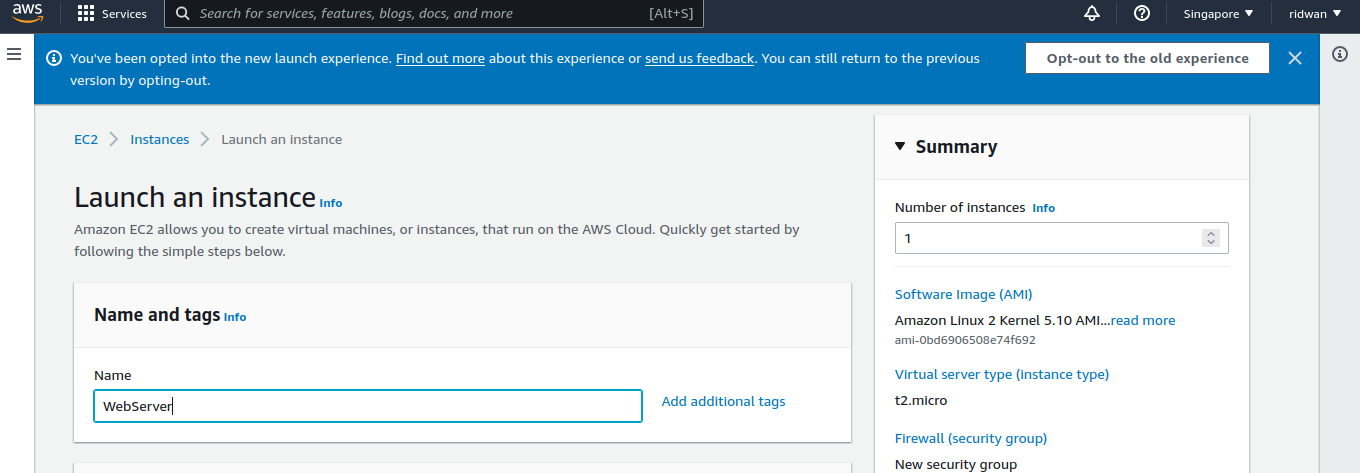 aws Services Search for services, features, blogs, docs, and more [Alt+S] Singapore ridwan
You've been opted into the new launch experience. Find out more about this experience or send us feedback. You can still return to the previous
version by opting-out.
Opt-out to the old experience
EC2 Instances Launch an instance
Launch an instance Info
Amazon EC2 allows you to create virtual machines, or instances, that run on the AWS Cloud. Quickly get started by
following the simple steps below.
Name and tags Info
Name
WebServer
Add additional tags
Summary
Number of instances Info
1
Software Image (AMI)
Amazon Linux 2 Kernel 5.10 AMI...read more
ami-0bd6906508e74f692
Virtual server type (instance type)
t2.micro
Firewall (security group)
New security group